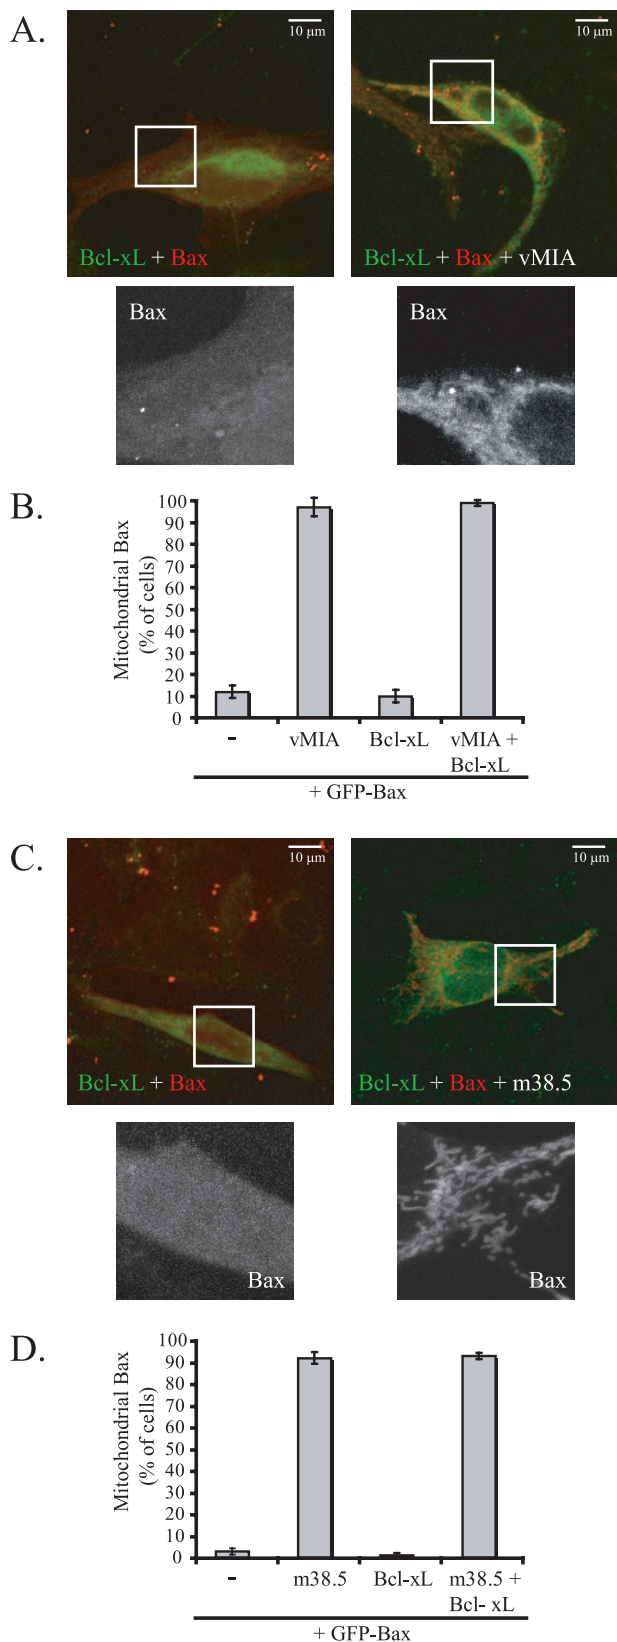 A.
10 μm
10 μm
Bcl-xL + Bax
Bcl-xL + Bax + vMIA
Bax
Bax
B.
Mitochondrial Bax
(% of cells)
100
90
80
70
60
50
40
30
20
10
0
-
vMIA
Bcl-xL
vMIA +
Bcl-xL
+ GFP-Bax
C.
10 μm
10 μm
Bcl-xL + Bax
Bcl-xL + Bax + m38.5
Bax
Bax
D.
Mitochondrial Bax
(% of cells)
100
90
80
70
60
50
40
30
20
10
0
-
m38.5
Bcl-xL
m38.5 +
Bcl- xL
+ GFP-Bax